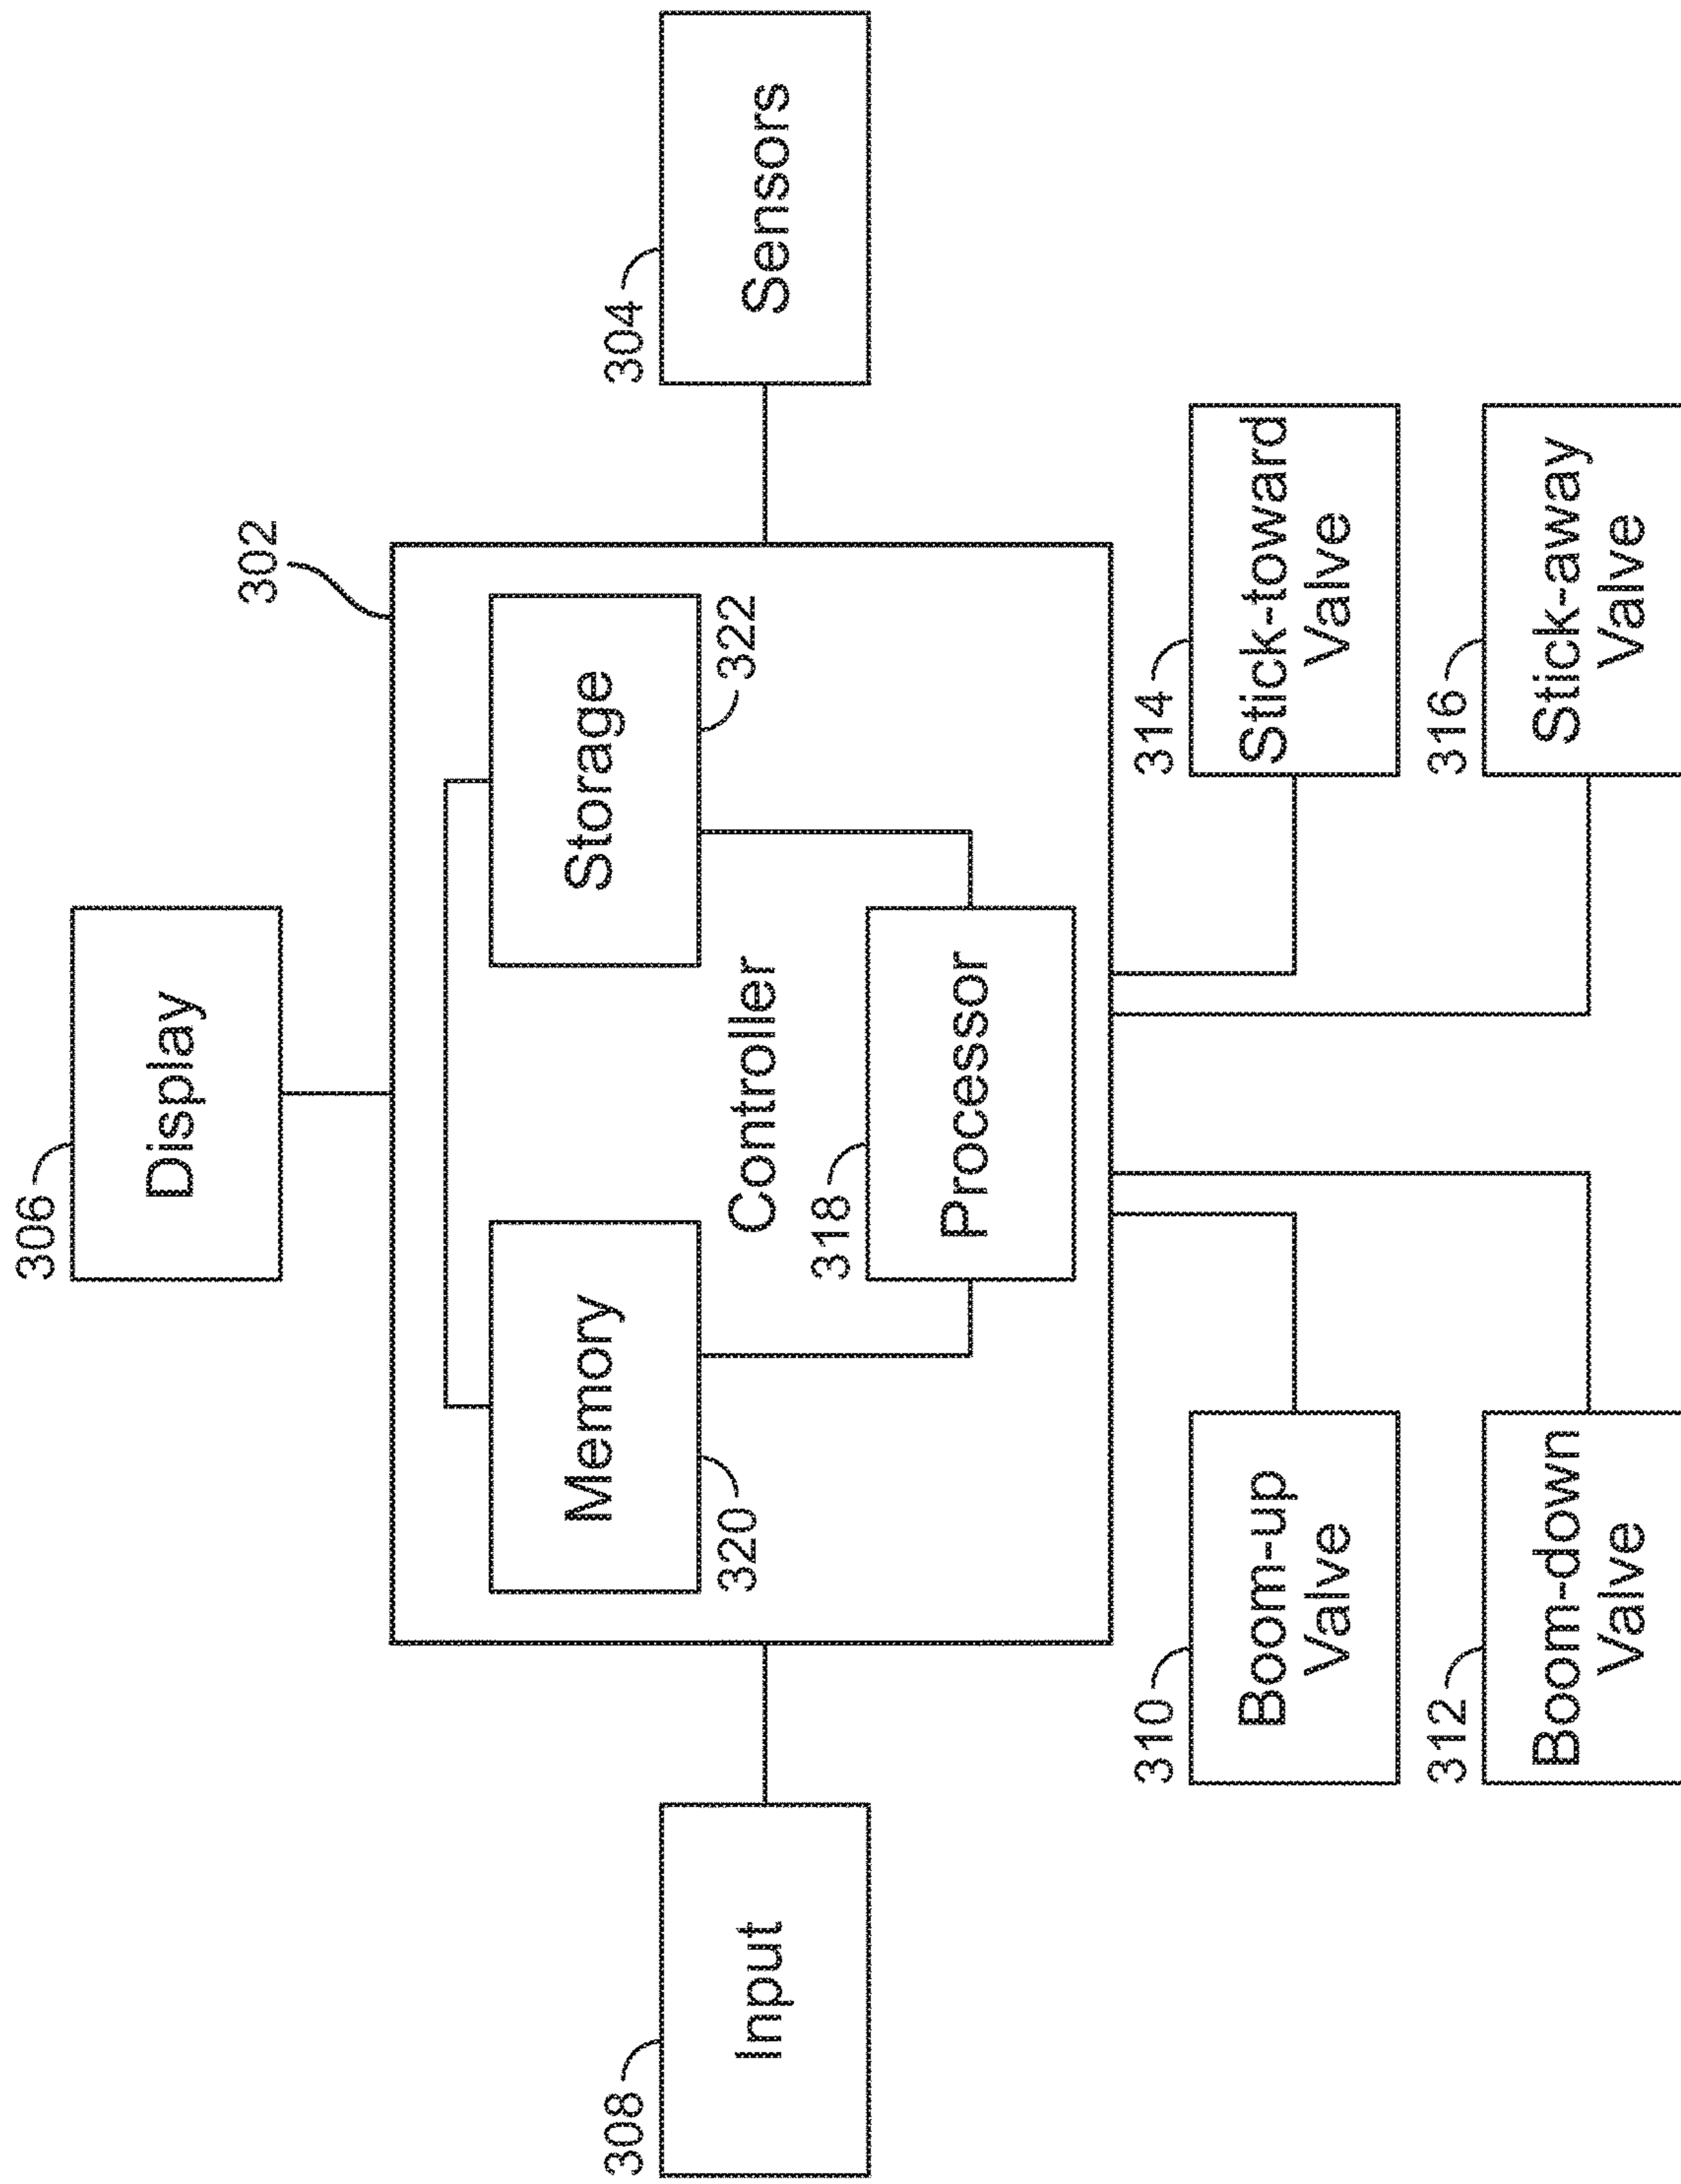 306
Display
302
Memory
320
Storage
322
Controller
318
Processor
308
Input
304
Sensors
310
Boom-up
Valve
314
Stick-toward
Valve
312
Boom-down
Valve
316
Stick-away
Valve